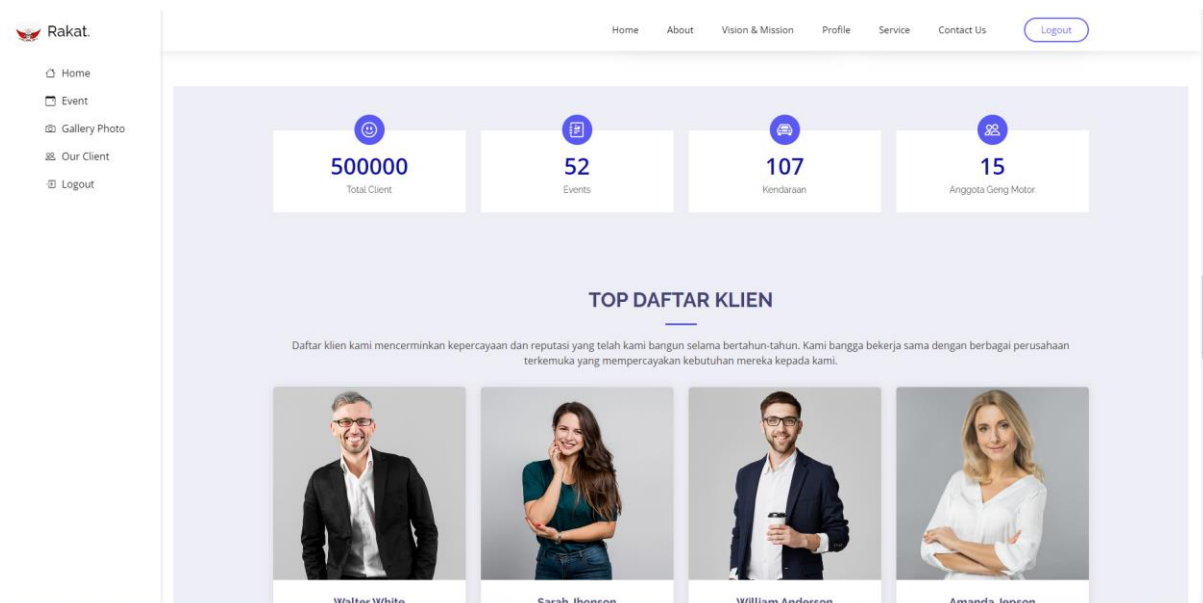 Rakat.
Home
Event
Gallery Photo
Our Client
Logout
Home About Vision & Mission Profile Service Contact Us Logout
500000
Total Client
52
Events
107
Kendaraan
15
Anggota Geng Motor
TOP DAFTAR KLIEN
Daftar klien kami mencerminkan kepercayaan dan reputasi yang telah kami bangun selama bertahun-tahun. Kami bangga bekerja sama dengan berbagai perusahaan
terkemuka yang mempercayakan kebutuhan mereka kepada kami.
Walter White
Sarah Jhonson
William Anderson
Amanda Jepson